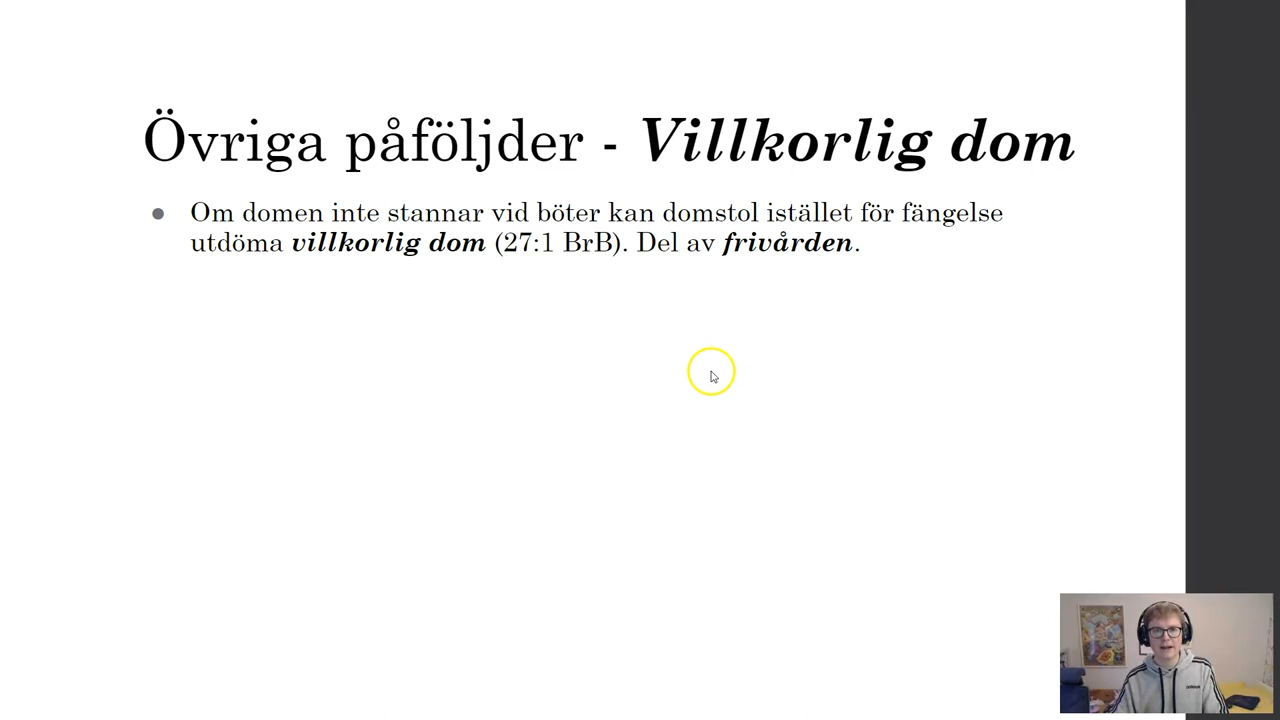 Övriga påföljder - Villkorlig dom
Om domen inte stannar vid böter kan domstol istället för fängelse
utdöma villkorlig dom (27:1 BrB). Del av frivården.